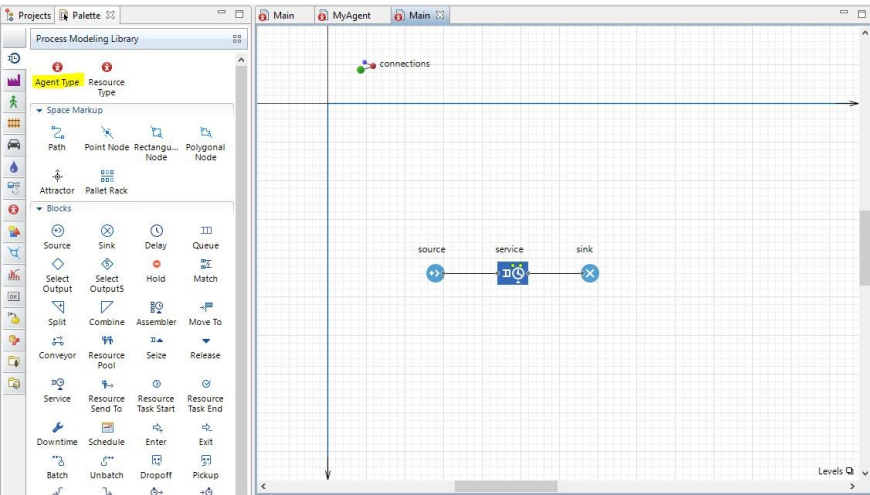 Projects
Palette
Main
MyAgent
Main
Process Modeling Library
connections
Agent Type
Resource
Type
Space Markup
Path
Point Node
Rectangu...
Node
Polygonal
Node
Attractor
Pallet Rack
Blocks
Source
Sink
Delay
Queue
source
service
sink
Select
Output
Select
Output5
Hold
Match
Split
Combine
Assembler
Move To
Conveyor
Resource
Pool
Seize
Release
Service
Resource
Send To
Resource
Task Start
Resource
Task End
Downtime
Schedule
Enter
Exit
Batch
Unbatch
Dropoff
Pickup
Levels